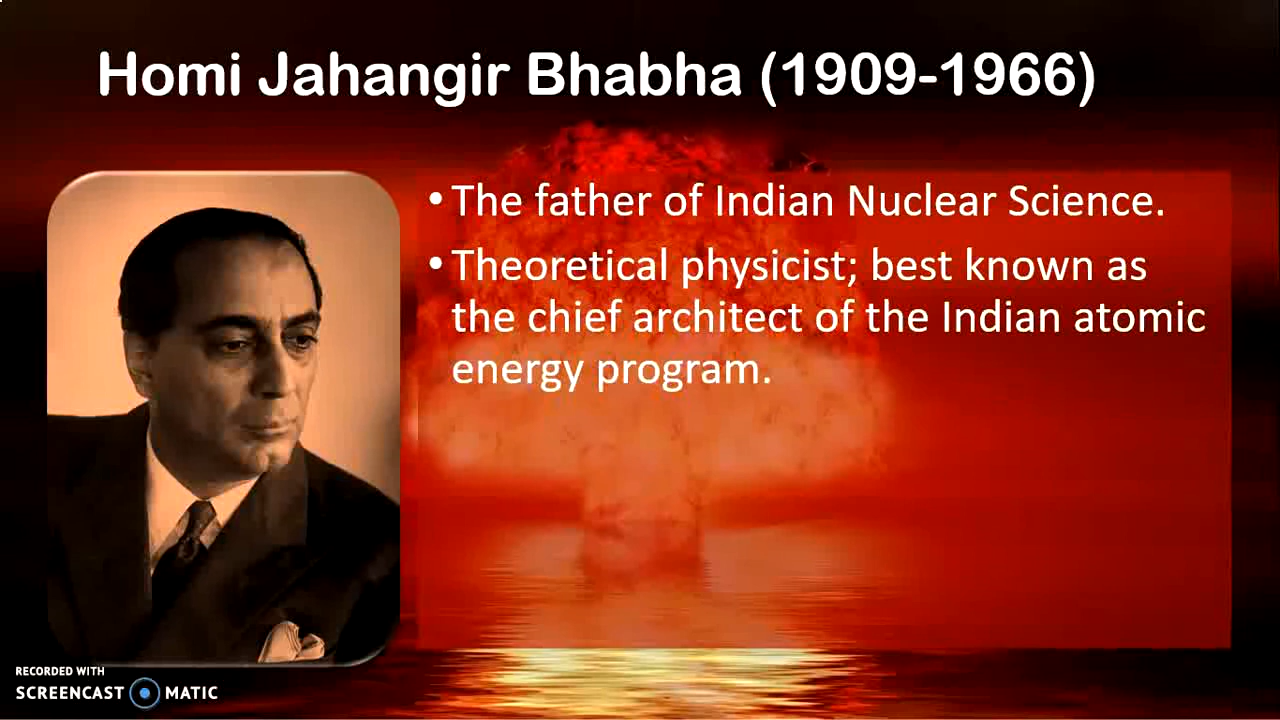 Homi Jahangir Bhabha (1909-1966)
• The father of Indian Nuclear Science.
• Theoretical physicist; best known as
the chief architect of the Indian atomic
energy program.
RECORDED WITH
SCREENCAST MATIC